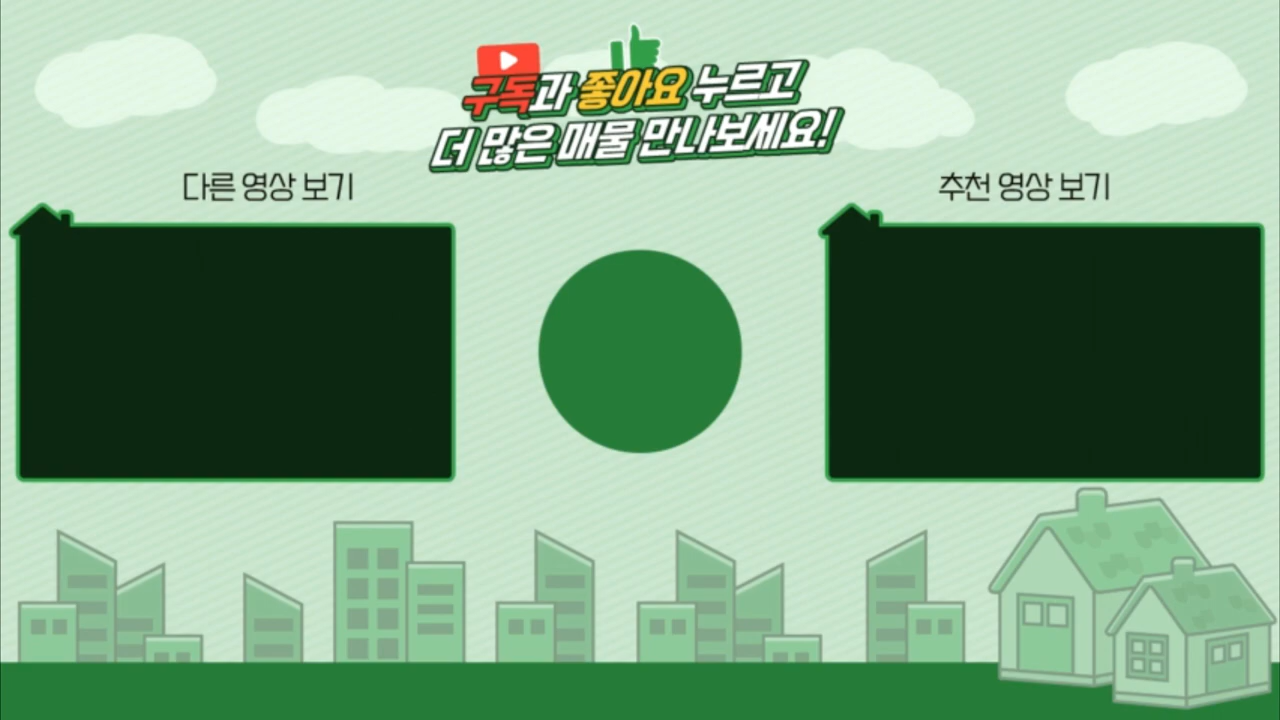 구독과 좋아요 누르고
더 많은 매물 만나보세요!
다른 영상 보기
추천 영상 보기